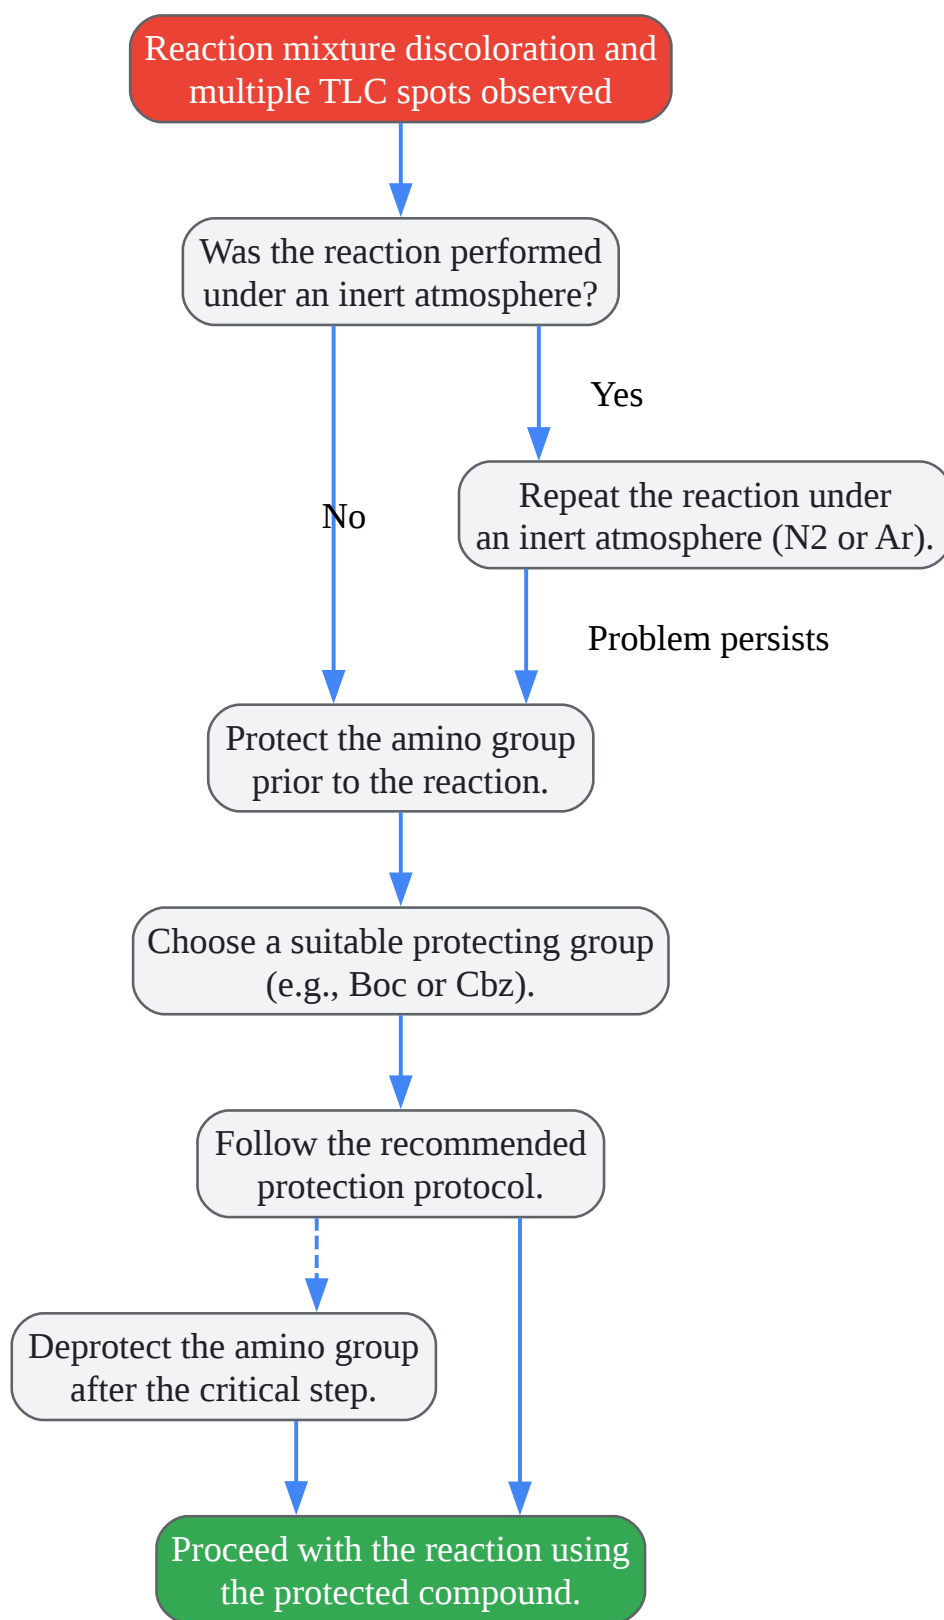 Reaction mixture discoloration and
multiple TLC spots observed
Was the reaction performed
under an inert atmosphere?
Yes
Repeat the reaction under
an inert atmosphere (N2 or Ar).
No
Problem persists
Protect the amino group
prior to the reaction.
Choose a suitable protecting group
(e.g., Boc or Cbz).
Follow the recommended
protection protocol.
Deprotect the amino group
after the critical step.
Proceed with the reaction using
the protected compound.